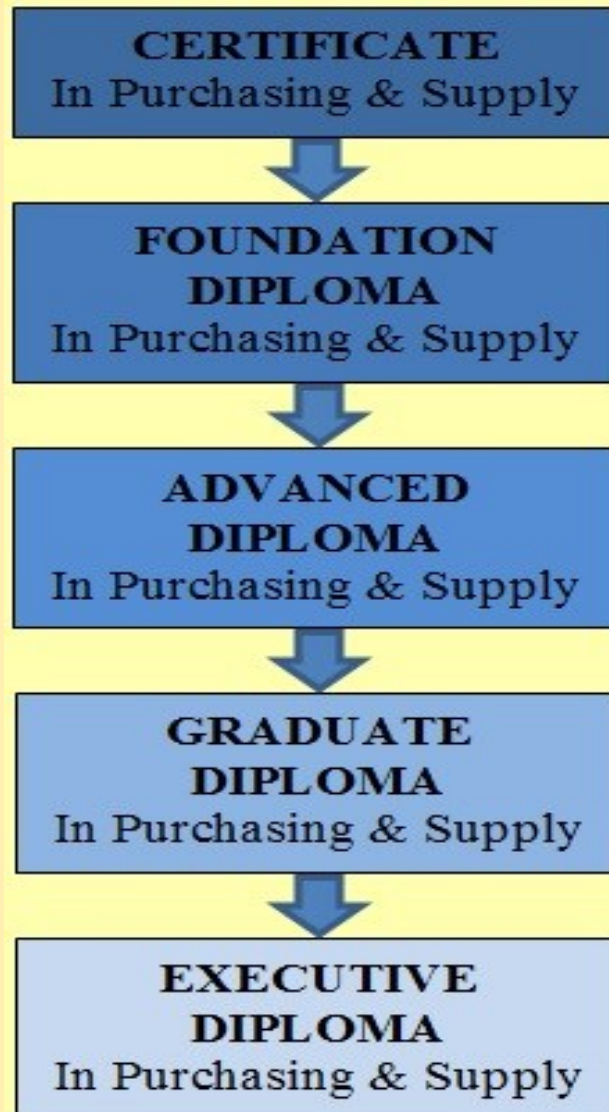 CERTIFICATE
In Purchasing & Supply
FOUNDATION
DIPLOMA
In Purchasing & Supply
ADVANCED
DIPLOMA
In Purchasing & Supply
GRADUATE
DIPLOMA
In Purchasing & Supply
EXECUTIVE
DIPLOMA
In Purchasing & Supply